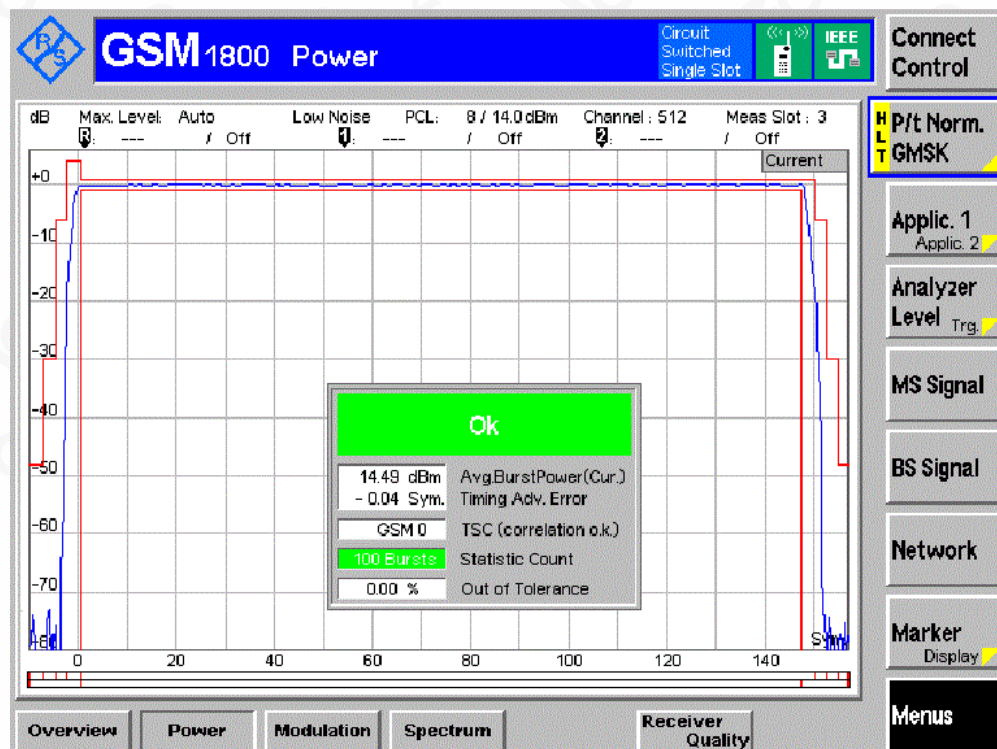 R/S
GSM 1800 Power
Circuit
Switched
Single Slot
IEEE
Connect
Control
dB Max. Level: Auto Low Noise PCL: 8 / 14.0 dBm Channel : 512 Meas Slot : 3
R: --- / Off 1: --- / Off 2: --- / Off
Current
HLT
P/t Norm.
GMSK
+0
-10
-20
-30
-40
-50
-60
-70
Ok
14.49 dBm Avg.BurstPower(Cur.)
- 0.04 Sym. Timing Adv. Error
GSM 0 TSC (correlation o.k.)
100 Bursts Statistic Count
0.00 % Out of Tolerance
0 20 40 60 80 100 120 140
Applic. 1
Applic. 2
Analyzer
Level Trg.
MS Signal
BS Signal
Network
Marker
Display
Menus
Overview Power Modulation Spectrum Receiver
Quality